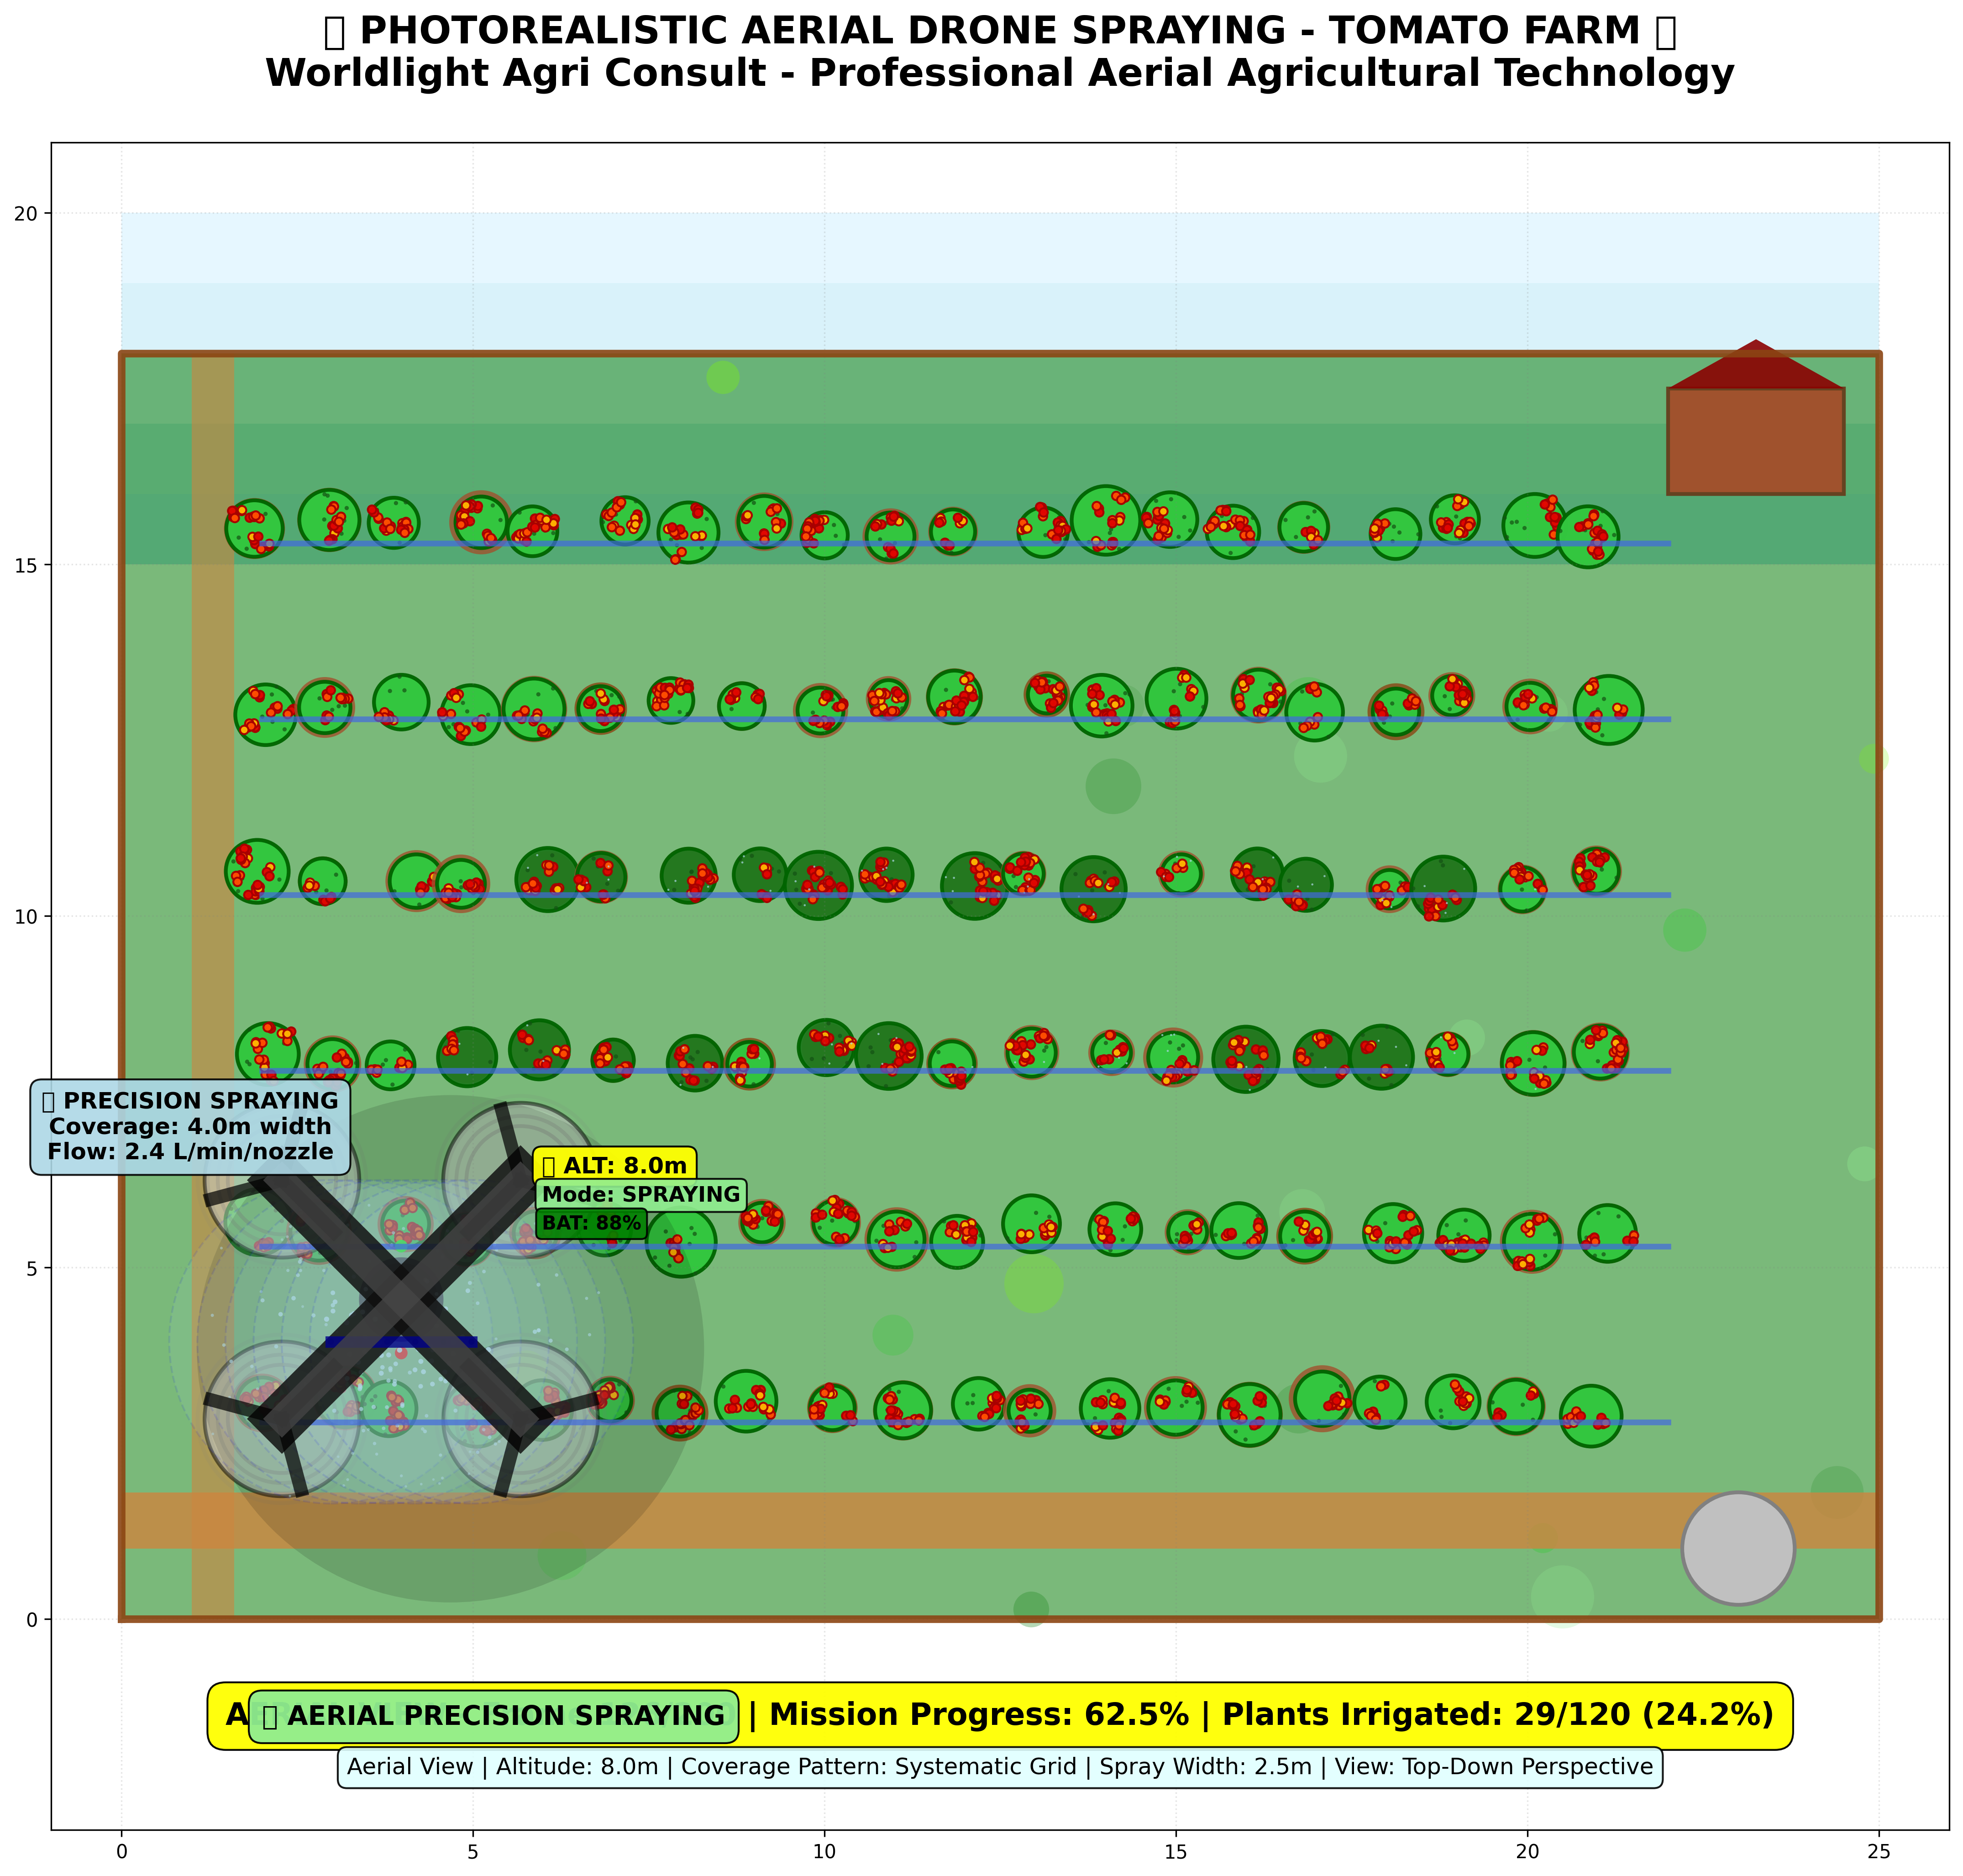 PHOTOREALISTIC AERIAL DRONE SPRAYING - TOMATO FARM
Worldlight Agri Consult - Professional Aerial Agricultural Technology
20
15
10
5
0
PRECISION SPRAYING
Coverage: 4.0m width
Flow: 2.4 L/min/nozzle
ALT: 8.0m
Mode: SPRAYING
BAT: 88%
AERIAL PRECISION SPRAYING
| Mission Progress: 62.5% | Plants Irrigated: 29/120 (24.2%)
Aerial View | Altitude: 8.0m | Coverage Pattern: Systematic Grid | Spray Width: 2.5m | View: Top-Down Perspective
0
5
10
15
20
25